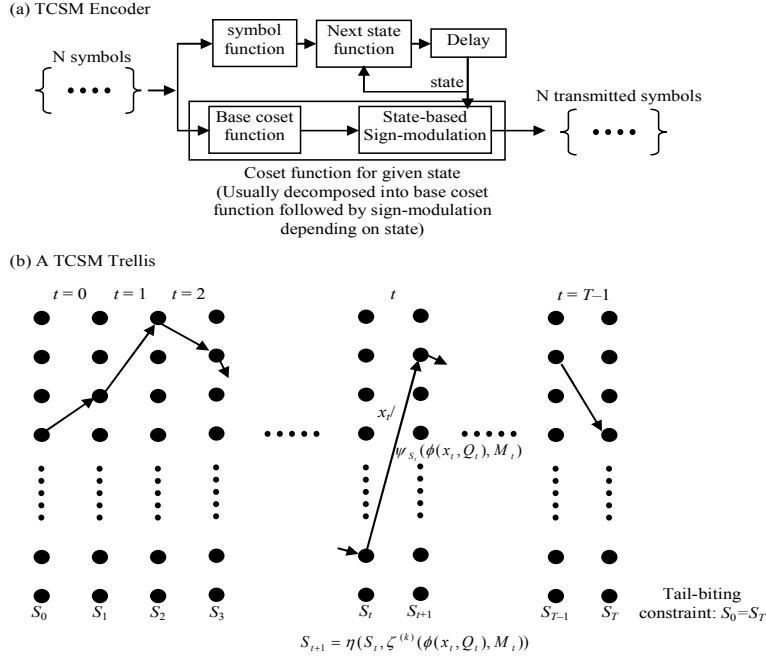 (a) TCSM Encoder
N symbols
symbol
function
Next state
function
Delay
state
N transmitted symbols
Base coset
function
State-based
Sign-modulation
Coset function for given state
(Usually decomposed into base coset
function followed by sign-modulation
depending on state)
(b) A TCSM Trellis
t = 0 t = 1 t = 2 t t = T–1
x_t/
ψ_{S_t}(ϕ(x_t, Q_t), M_t)
S_0 S_1 S_2 S_3 S_t S_{t+1} S_{T–1} S_T
Tail-biting
constraint: S_0=S_T
S_{t+1} = η(S_t, ζ^{(k)}(ϕ(x_t, Q_t), M_t))